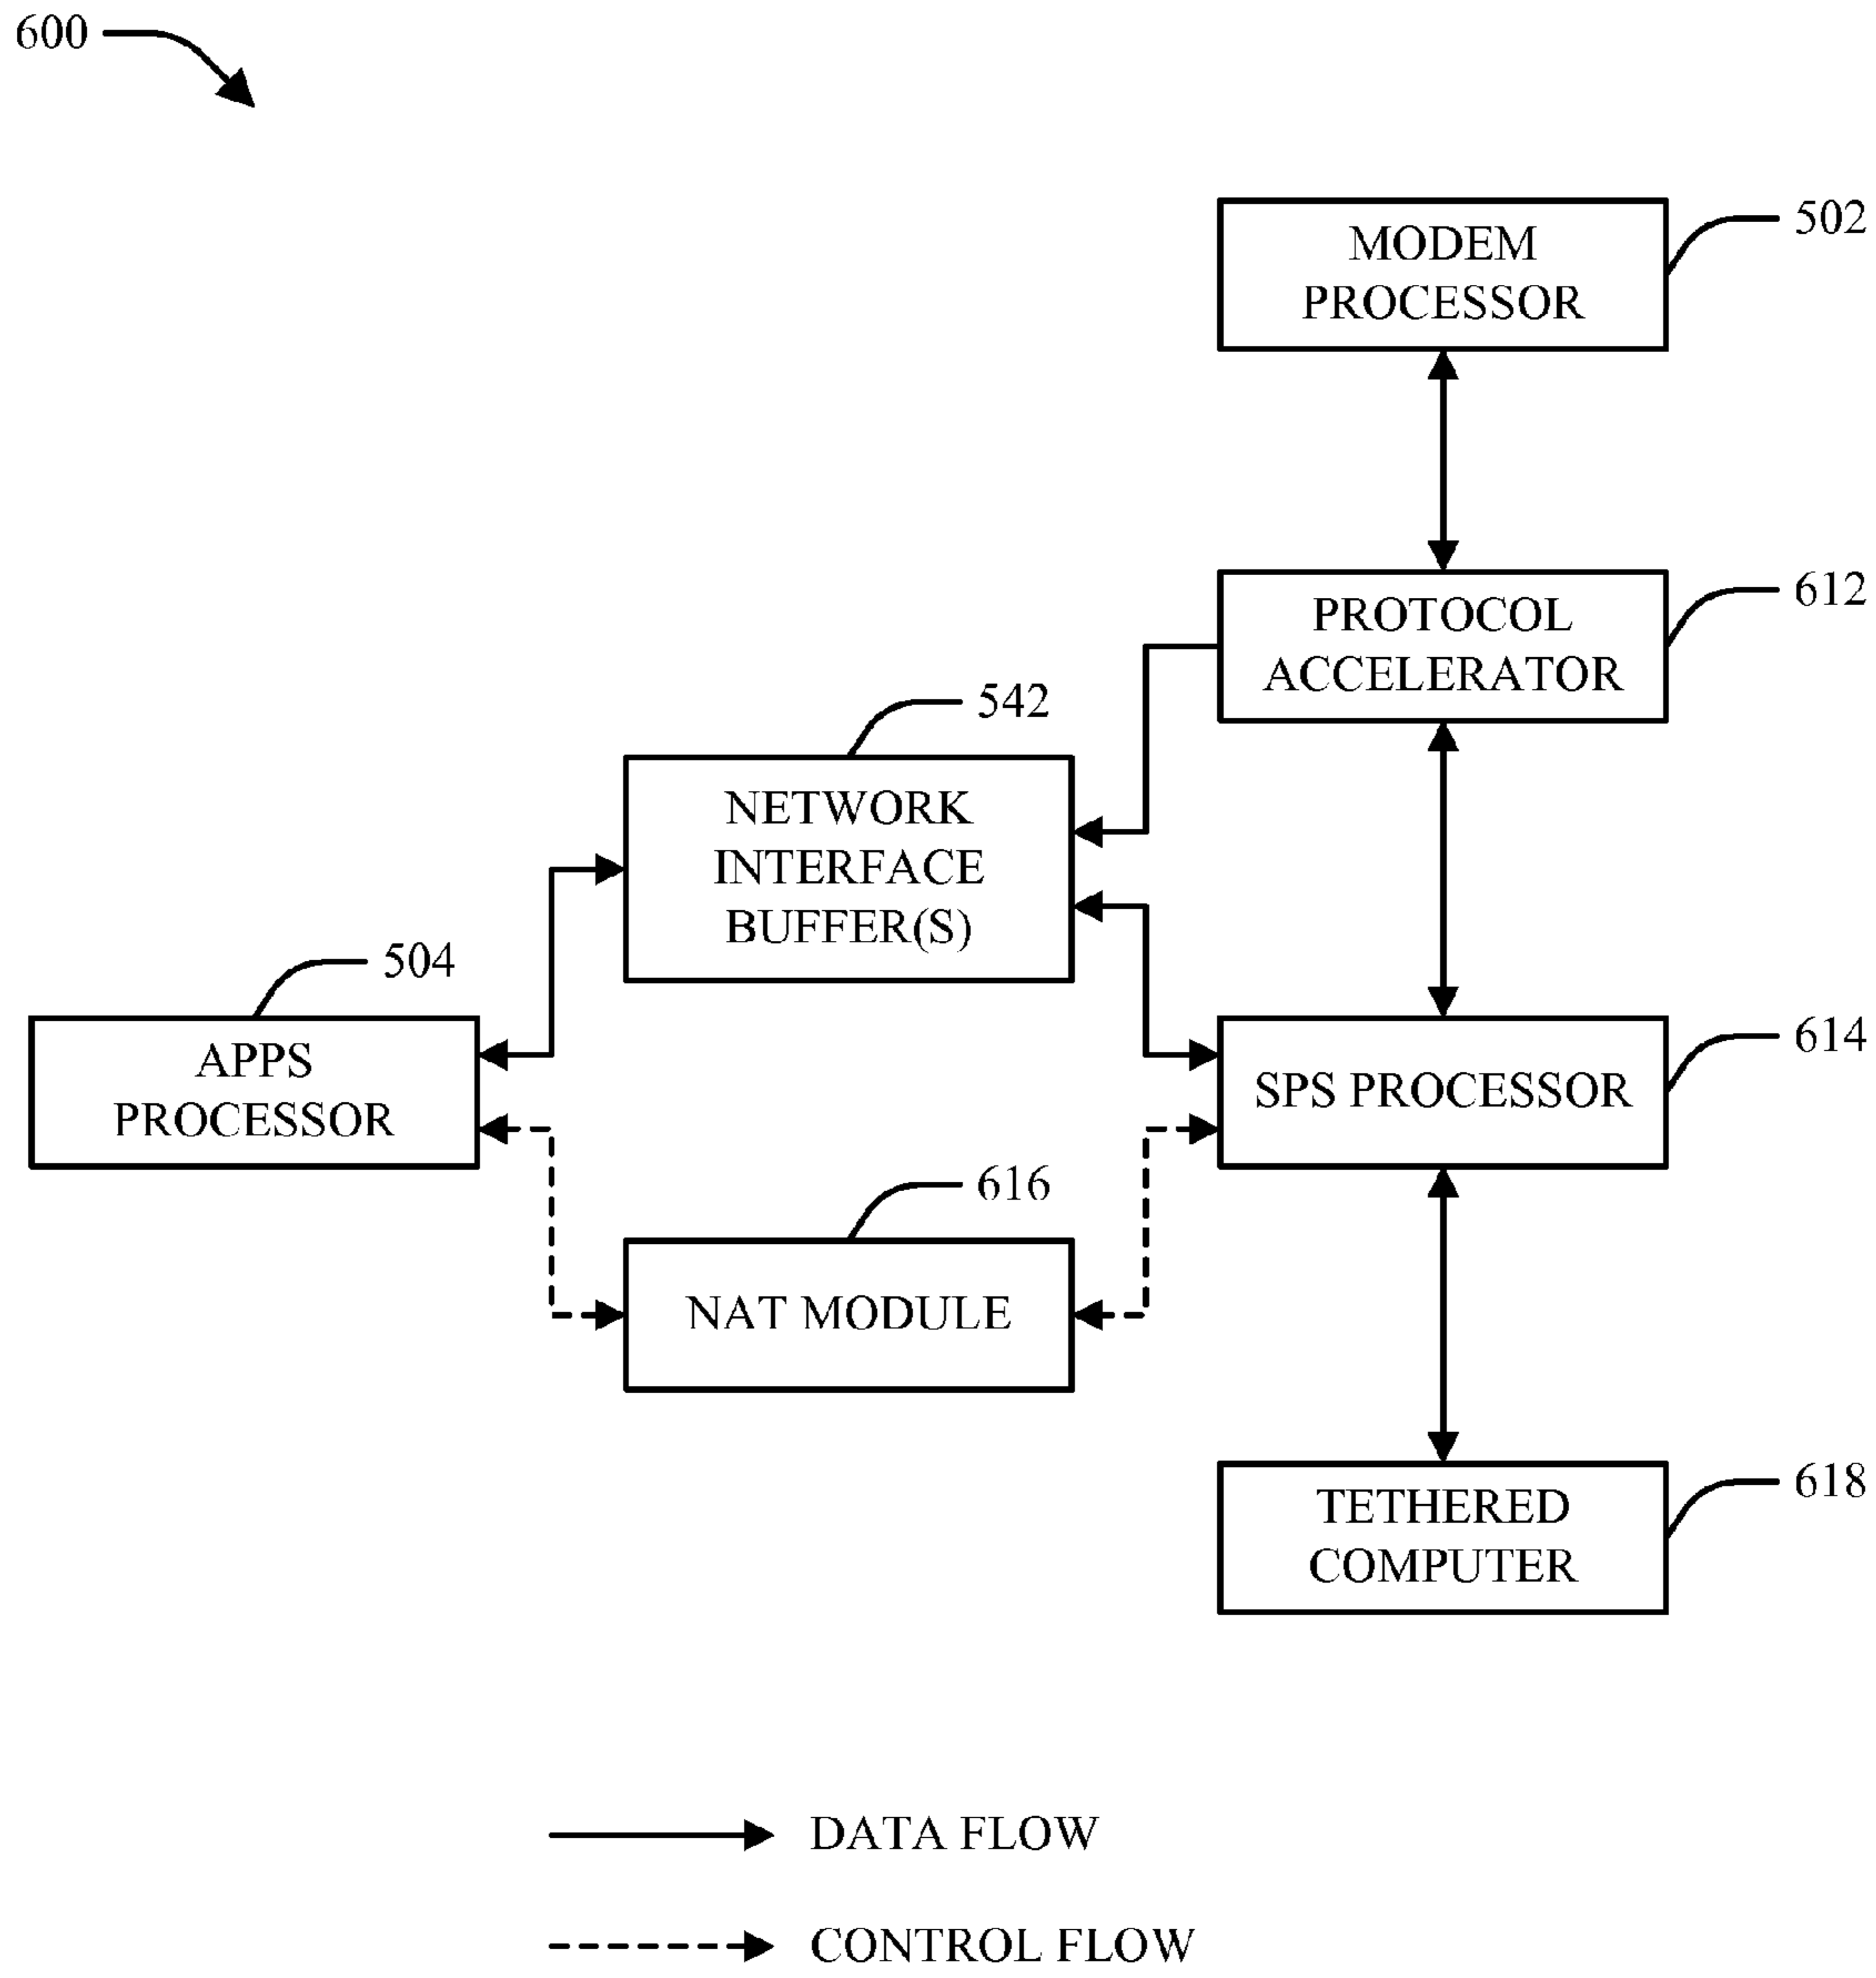 600
MODEM
PROCESSOR
502
PROTOCOL
ACCELERATOR
612
542
NETWORK
INTERFACE
BUFFER(S)
504
APPS
PROCESSOR
SPS PROCESSOR
614
616
NAT MODULE
TETHERED
COMPUTER
618
DATA FLOW
CONTROL FLOW